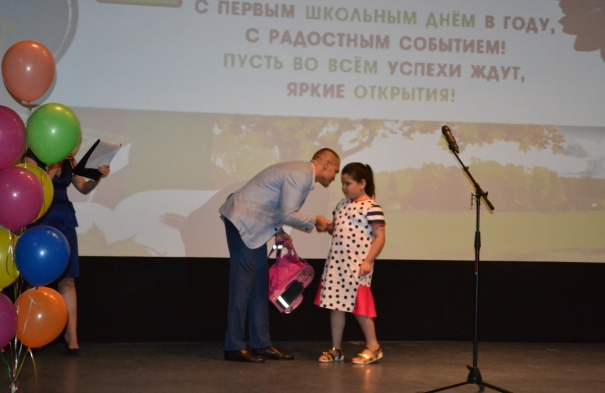 С ПЕРВЫМ ШКОЛЬНЫМ ДНЁМ В ГОДУ,
С РАДОСТНЫМ СОБЫТИЕМ!
ПУСТЬ ВО ВСЁМ УСПЕХИ ЖДУТ,
ЯРКИЕ ОТКРЫТИЯ!